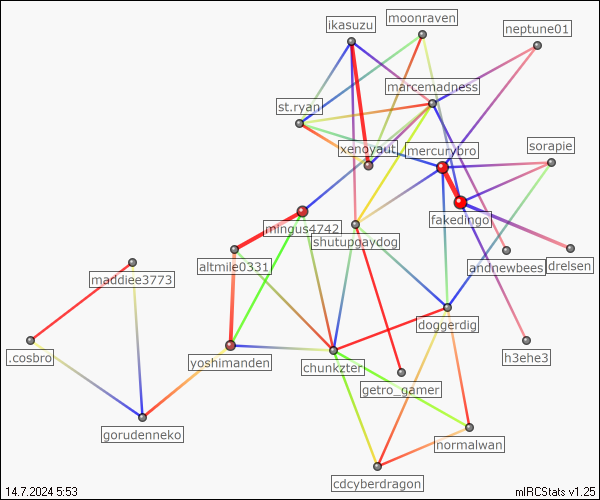 moonraven
ikasuzu
neptune01
marcemadness
st.ryan
xenoyaut
mercurybro
sorapie
fakedingo
mingus4742
shutupgaydog
altmile0331
andnewbees
drelsen
maddiee3773
doggerdig
.cosbro
yoshimanden
chunkzter
h3ehe3
getro_gamer
gorudenneko
normalwan
cdcyberdragon
14.7.2024 5:53
mIRCStats v1.25